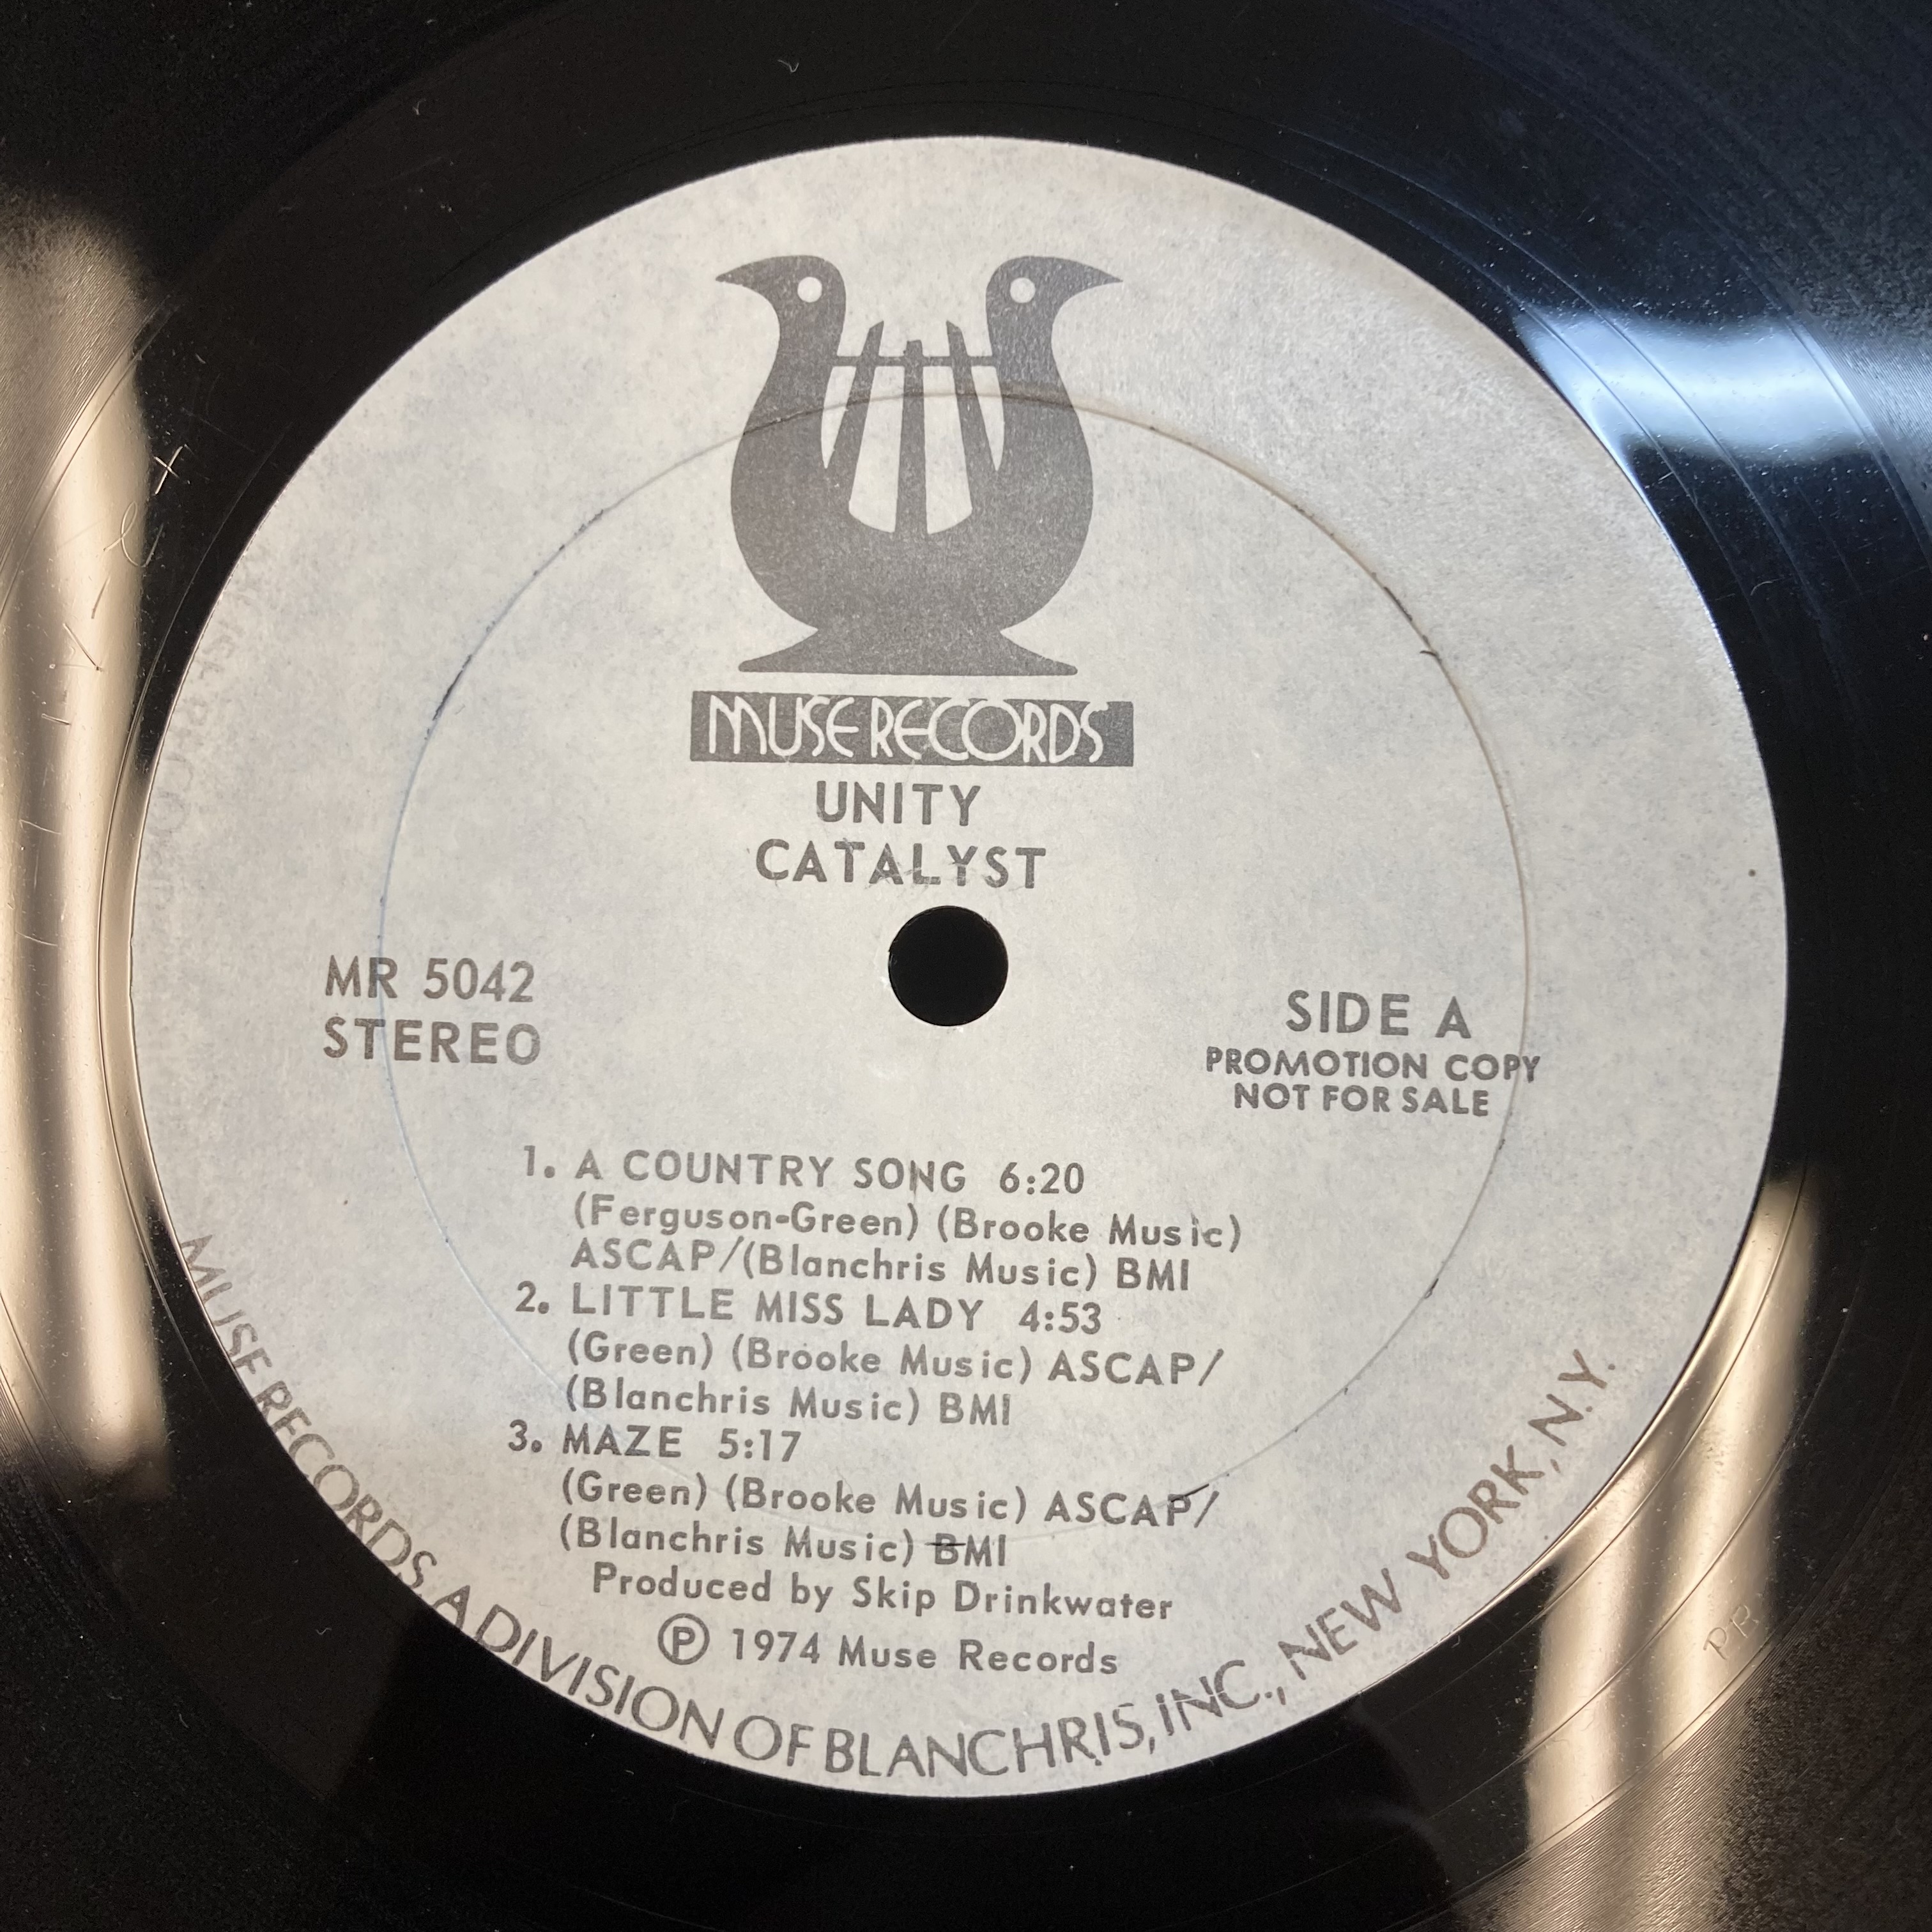 MUSE RECORDS
UNITY
CATALYST
MR 5042
STEREO
SIDE A
PROMOTION COPY
NOT FOR SALE
1. A COUNTRY SONG 6:20
(Ferguson-Green) (Brooke Music)
ASCAP/(Blanchris Music) BMI
2. LITTLE MISS LADY 4:53
(Green) (Brooke Music) ASCAP/
(Blanchris Music) BMI
3. MAZE 5:17
(Green) (Brooke Music) ASCAP/
(Blanchris Music) BMI
Produced by Skip Drinkwater
Ⓟ 1974 Muse Records
MUSE RECORDS, A DIVISION OF BLANCHRIS, INC., NEW YORK, N.Y.
PR